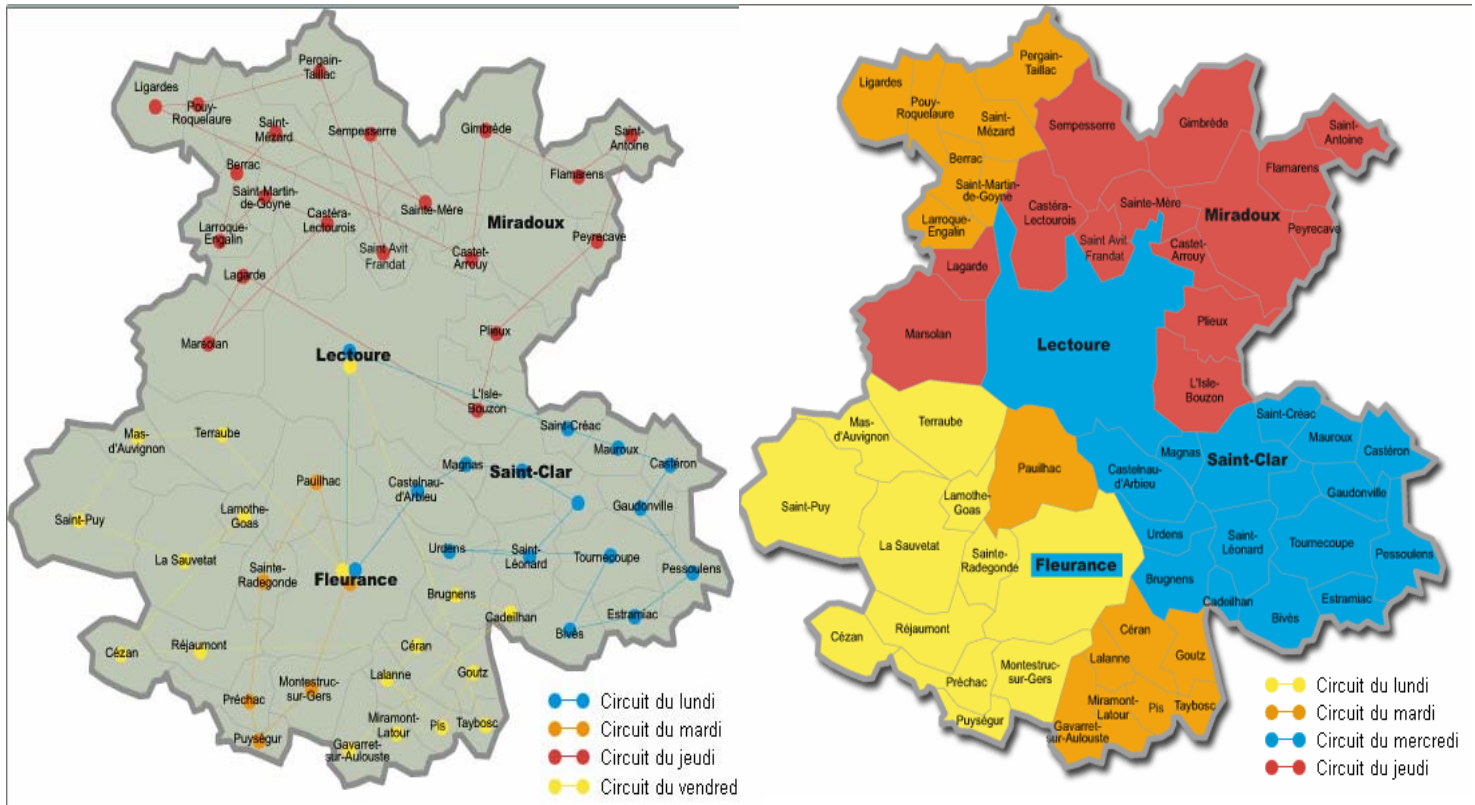 Pergain-
Taillac
Ligardes
Pouy-
Roquelaure
Saint-
Mézard
Sempesserre
Gimbrède
Saint-
Antoine
Berrac
Flamarens
Saint-Martin-
de-Goyne
Castéra-
Lectourois
Sainte-Mère
Miradoux
Larroque-
Engalin
Saint Avit
Frandat
Castet-
Arrouy
Peyrecave
Lagarde
Marsolan
Plieux
Lectoure
L'Isle-
Bouzon
Saint-Créac
Mas-
d'Auvignon
Terraube
Mauroux
Magnas
Saint-Clar
Castéron
Pauilhac
Castelnau-
d'Arbieu
Gaudonville
Saint-Puy
Lamothe-
Goas
La Sauvetat
Urdens
Saint-
Léonard
Tournecoupe
Sainte-
Radegonde
Fleurance
Pessoulens
Brugnens
Cadeilhan
Estramiac
Bivès
Cézan
Réjaumont
Céran
Lalanne
Goutz
Préchac
Montestruc-
sur-Gers
Miramont-
Latour
Pis
Taybosc
Puységur
Gavarret-
sur-Aulouste
Circuit du lundi
Circuit du mardi
Circuit du jeudi
Circuit du vendred
Pergain-
Taillac
Ligardes
Pouy-
Roquelaure
Saint-
Mézard
Sempesserre
Gimbrède
Saint-
Antoine
Berrac
Flamarens
Saint-Martin-
de-Goyne
Castéra-
Lectourois
Sainte-Mère
Miradoux
Larroque-
Engalin
Saint Avit
Frandat
Castet-
Arrouy
Peyrecave
Lagarde
Marsolan
Plieux
Lectoure
L'Isle-
Bouzon
Saint-Créac
Mas-
d'Auvignon
Terraube
Mauroux
Magnas
Saint-Clar
Castéron
Pauilhac
Castelnau-
d'Arbieu
Gaudonville
Saint-Puy
Lamothe-
Goas
La Sauvetat
Urdens
Saint-
Léonard
Tournecoupe
Sainte-
Radegonde
Fleurance
Pessoulens
Brugnens
Cadeilhan
Estramiac
Bivès
Cézan
Réjaumont
Céran
Lalanne
Goutz
Préchac
Montestruc-
sur-Gers
Miramont-
Latour
Pis
Taybosc
Puységur
Gavarret-
sur-Aulouste
Circuit du lundi
Circuit du mardi
Circuit du mercredi
Circuit du jeudi